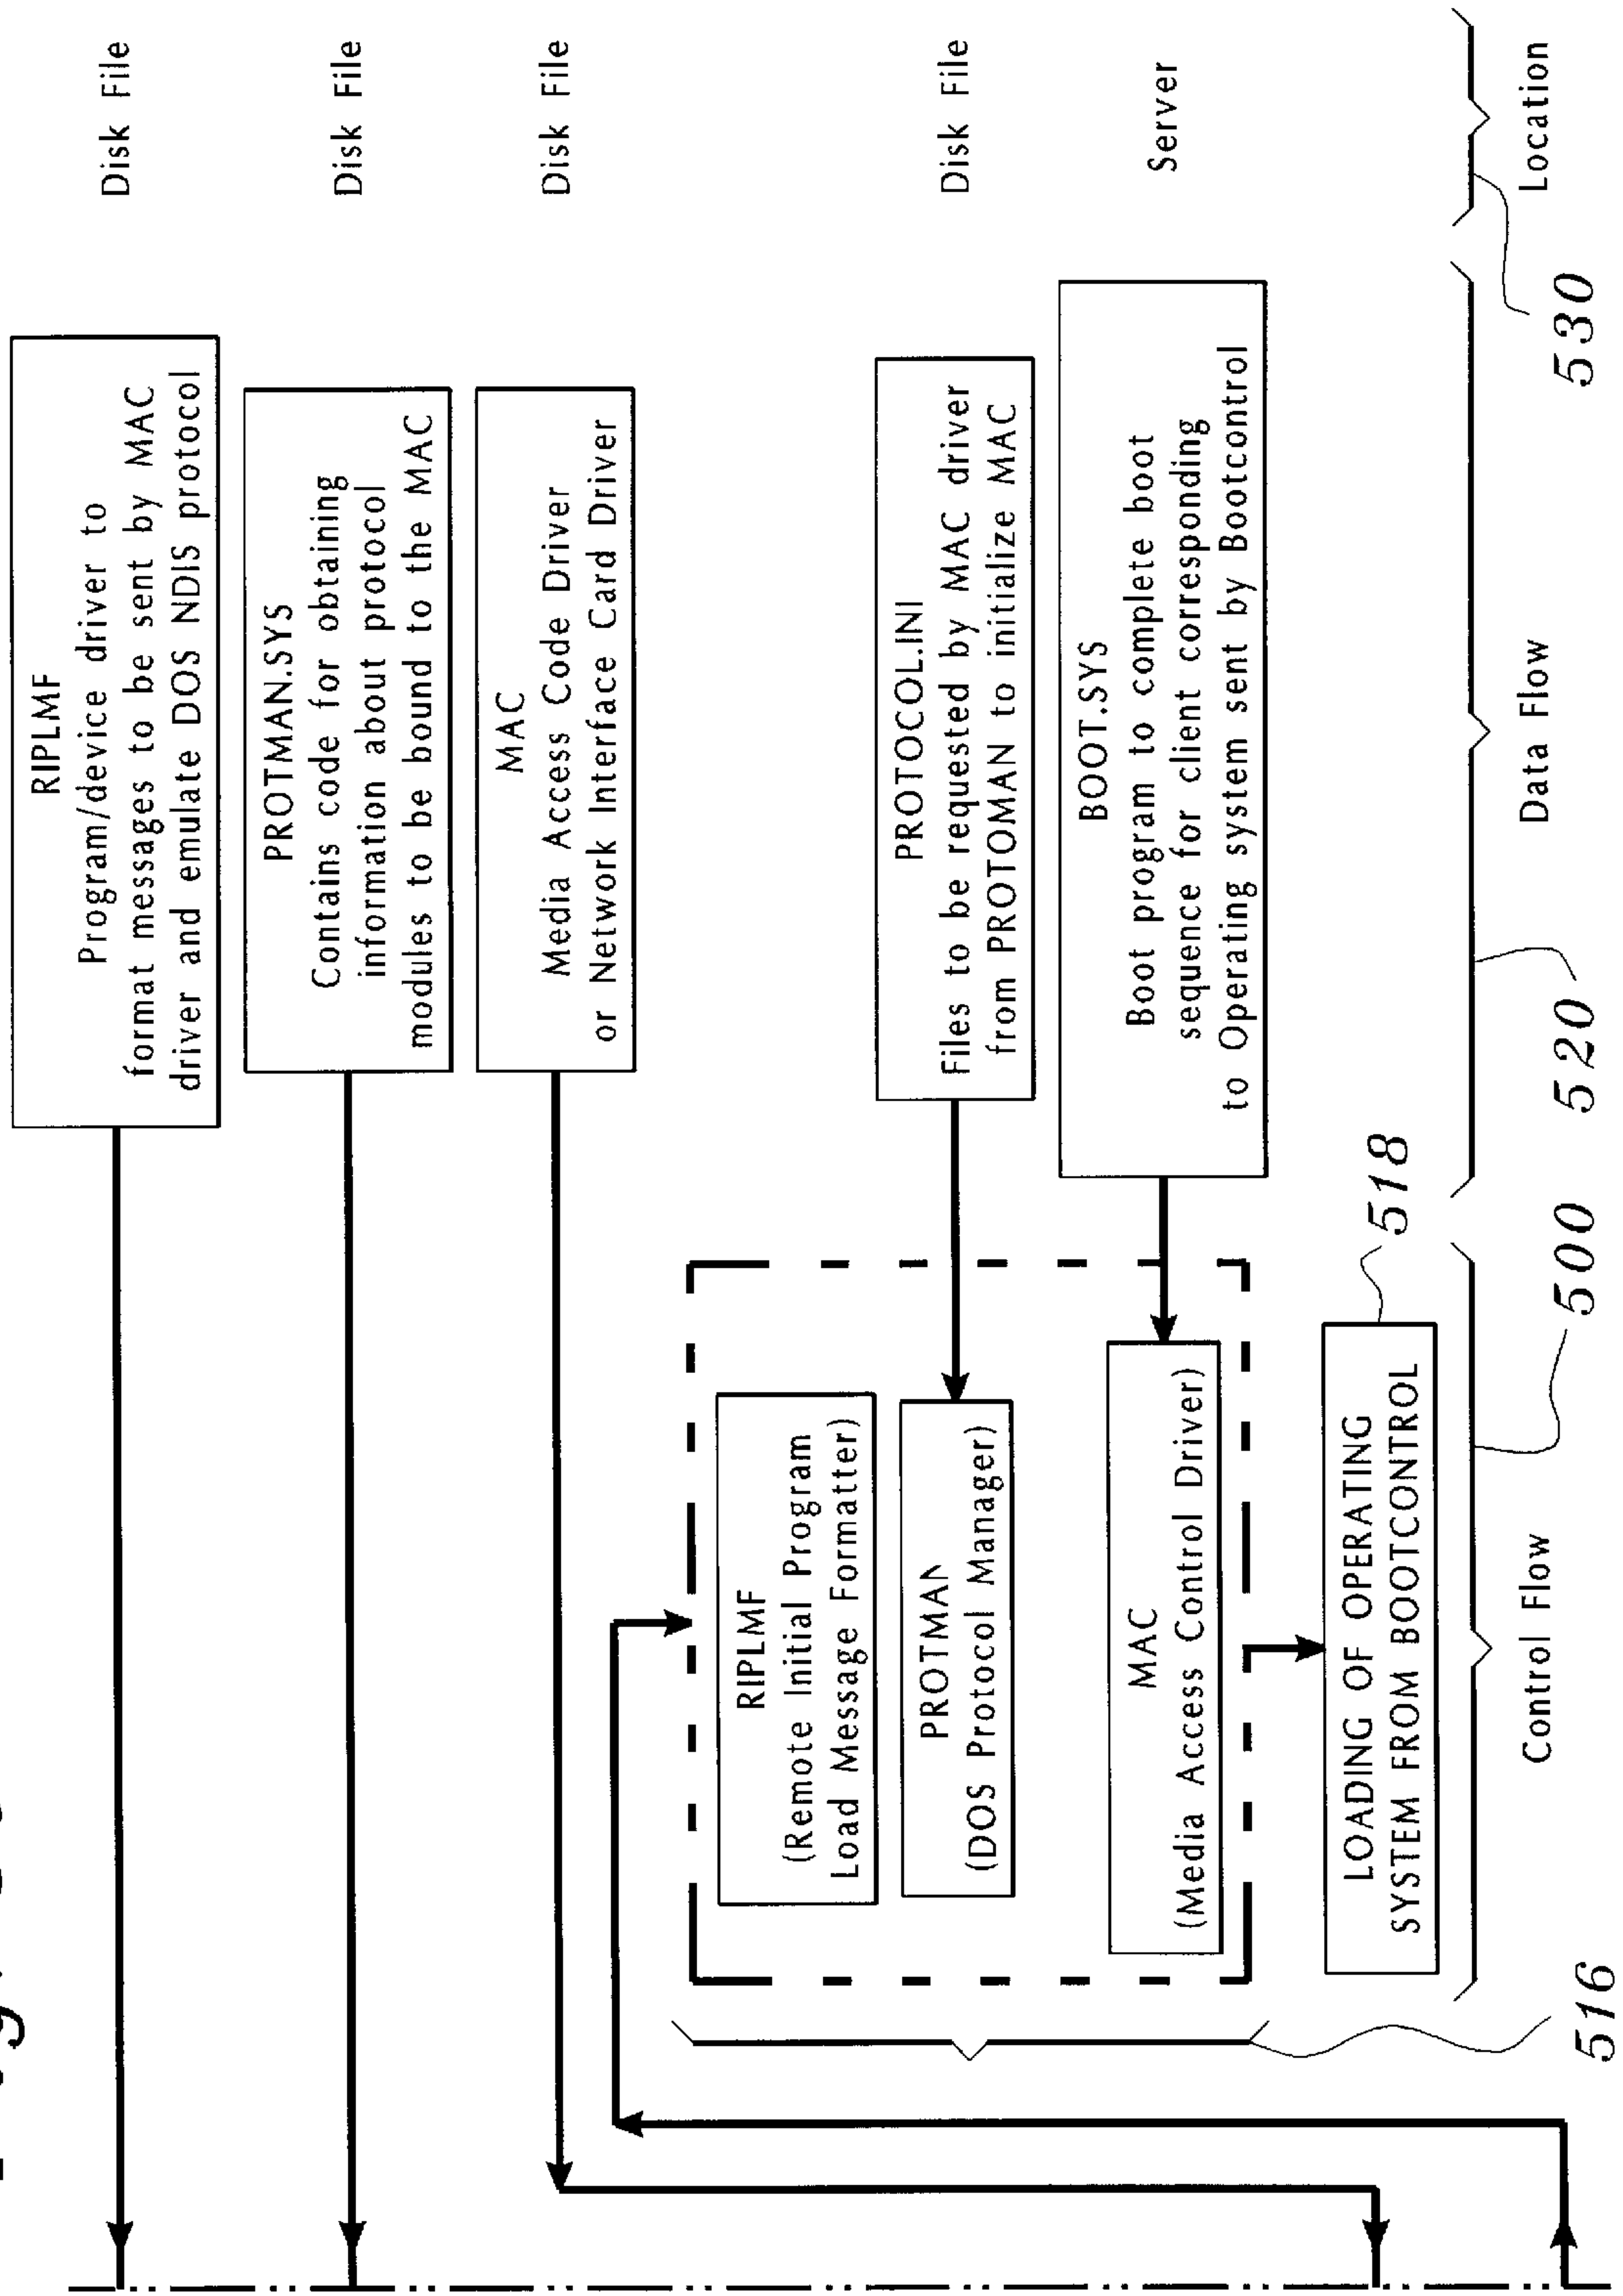 RIPLMF
Program/device driver to
format messages to be sent by MAC
driver and emulate DOS NDIS protocol
Disk File
PROTMAN.SYS
Contains code for obtaining
information about protocol
modules to be bound to the MAC
Disk File
MAC
Media Access Code Driver
or Network Interface Card Driver
Disk File
RIPLMF
(Remote Initial Program
Load Message Formatter)
PROTMAN
(DOS Protocol Manager)
PROTOCOL.INI
Files to be requested by MAC driver
from PROTOMAN to initialize MAC
Disk File
MAC
(Media Access Control Driver)
BOOT.SYS
Boot program to complete boot
sequence for client corresponding
to Operating system sent by Bootcontrol
Server
LOADING OF OPERATING
SYSTEM FROM BOOTCONTROL
518
Control Flow
Data Flow
Location
516
500
520
530